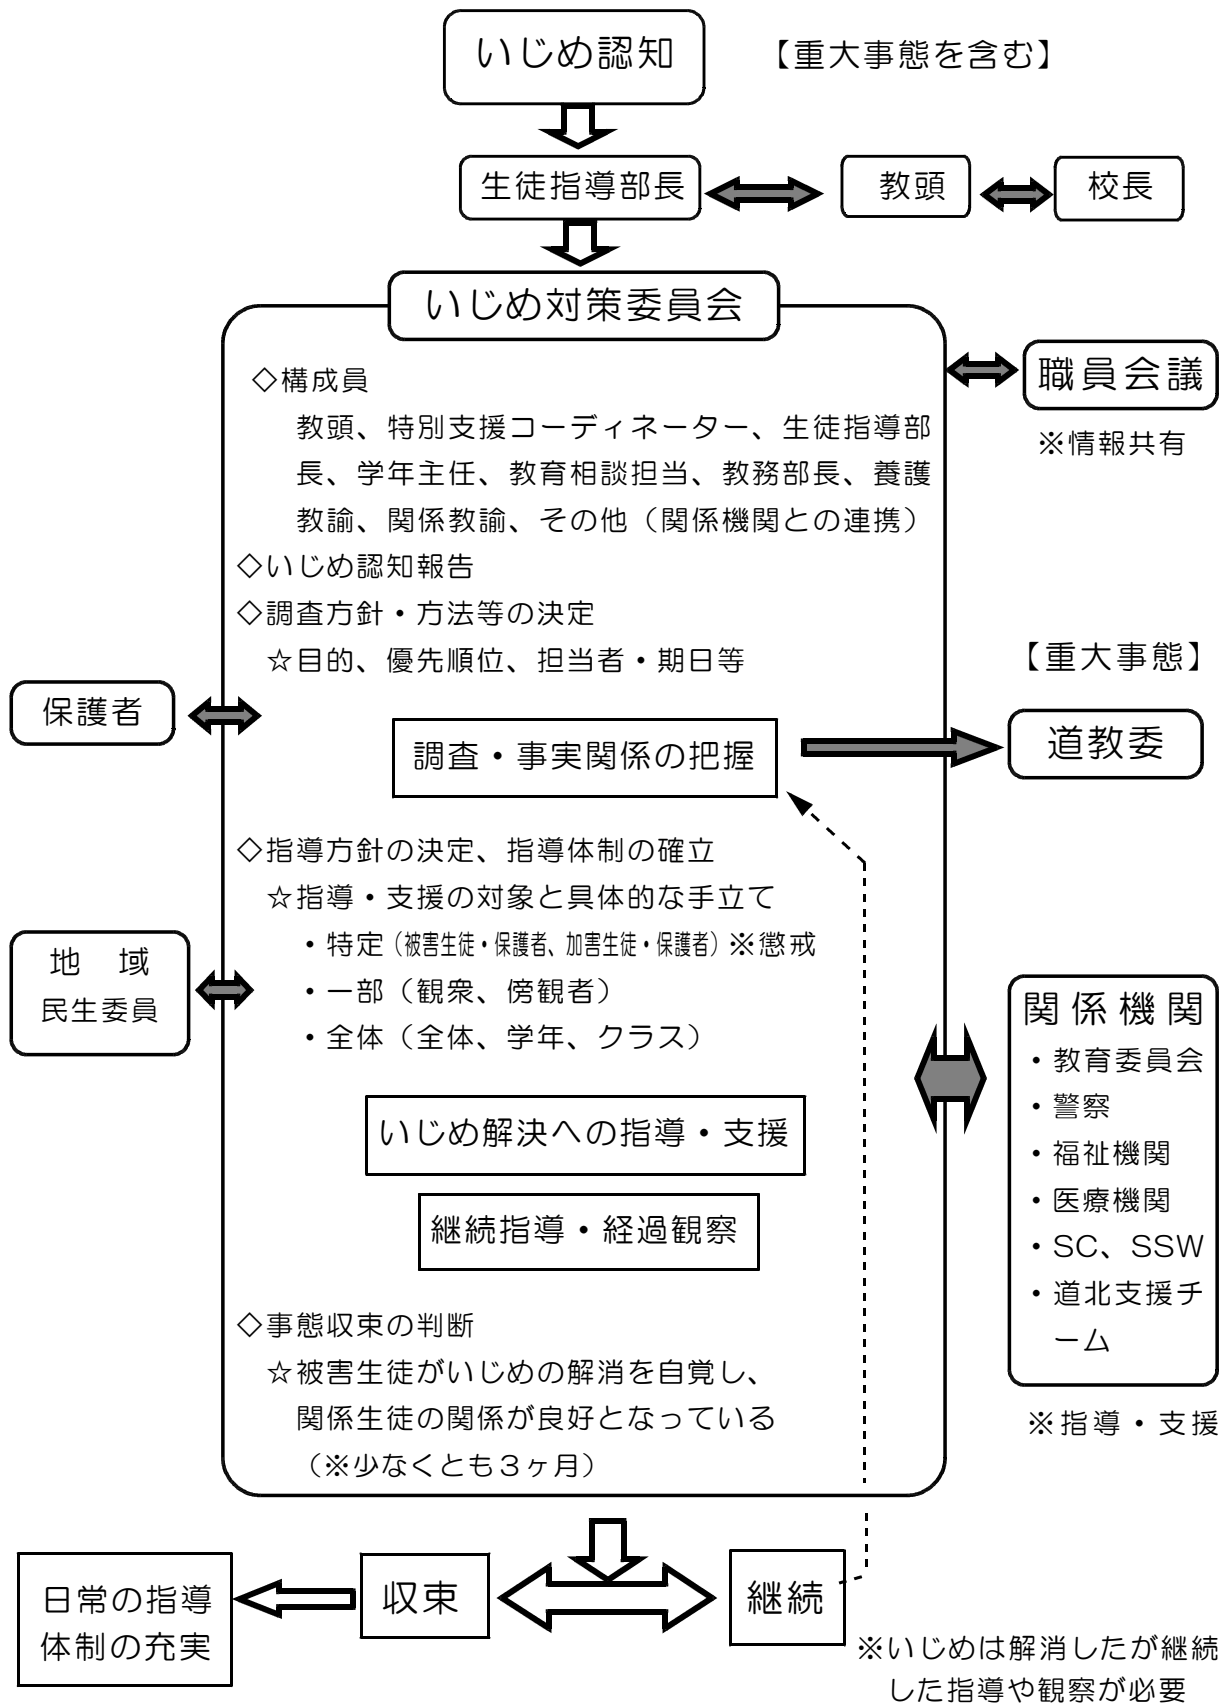 いじめ認知
【重大事態を含む】
生徒指導部長
教頭
校長
いじめ対策委員会
職員会議
※情報共有
◇構成員
教頭、特別支援コーディネーター、生徒指導部
長、学年主任、教育相談担当、教務部長、養護
教諭、関係教諭、その他（関係機関との連携）
◇いじめ認知報告
◇調査方針・方法等の決定
☆目的、優先順位、担当者・期日等
【重大事態】
保護者
調査・事実関係の把握
道教委
◇指導方針の決定、指導体制の確立
☆指導・支援の対象と具体的な手立て
・特定（被害生徒・保護者、加害生徒・保護者）※懲戒
・一部（観衆、傍観者）
・全体（全体、学年、クラス）
地　域
民生委員
関係機関
・教育委員会
・警察
・福祉機関
・医療機関
・SC、SSW
・道北支援チ
ーム
※指導・支援
いじめ解決への指導・支援
継続指導・経過観察
◇事態収束の判断
☆被害生徒がいじめの解消を自覚し、
関係生徒の関係が良好となっている
（※少なくとも３ヶ月）
日常の指導
体制の充実
収束
継続
※いじめは解消したが継続
した指導や観察が必要